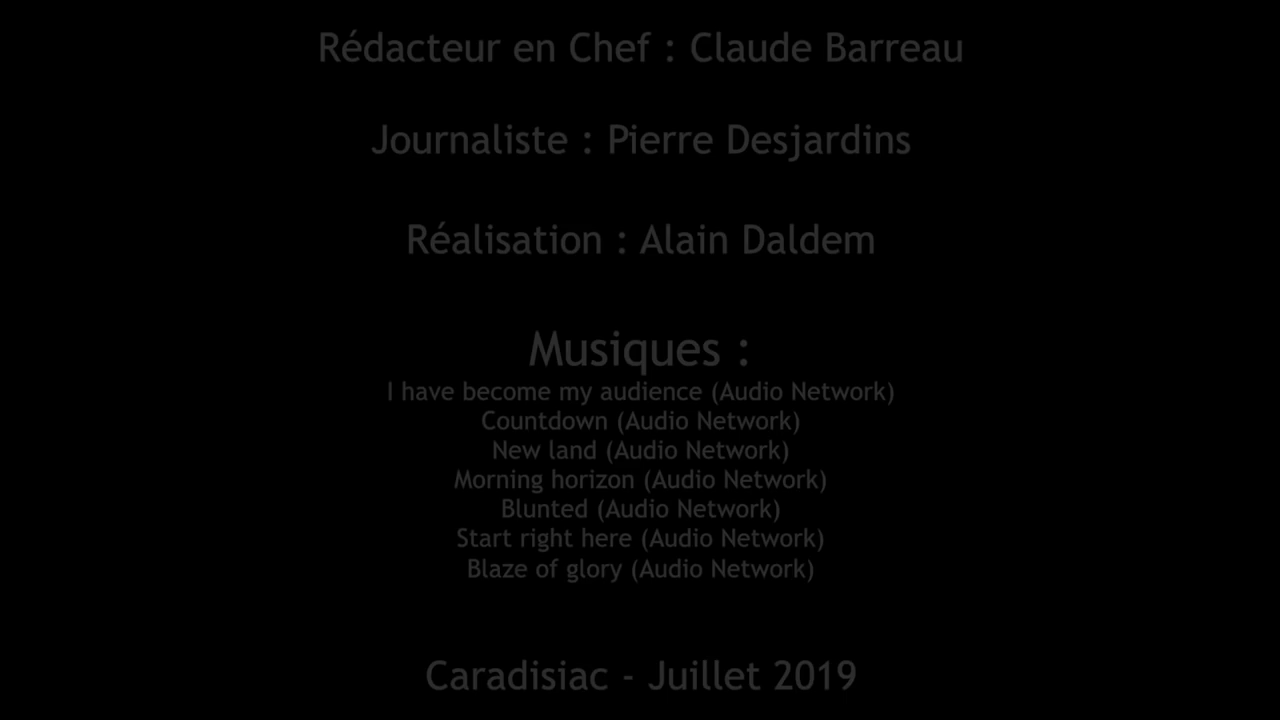 Rédacteur en Chef : Claude Barreau
Journaliste : Pierre Desjardins
Réalisation : Alain Daldem
Musiques :
I have become my audience (Audio Network)
Countdown (Audio Network)
New land (Audio Network)
Morning horizon (Audio Network)
Blunted (Audio Network)
Start right here (Audio Network)
Blaze of glory (Audio Network)
Caradisiac - Juillet 2019